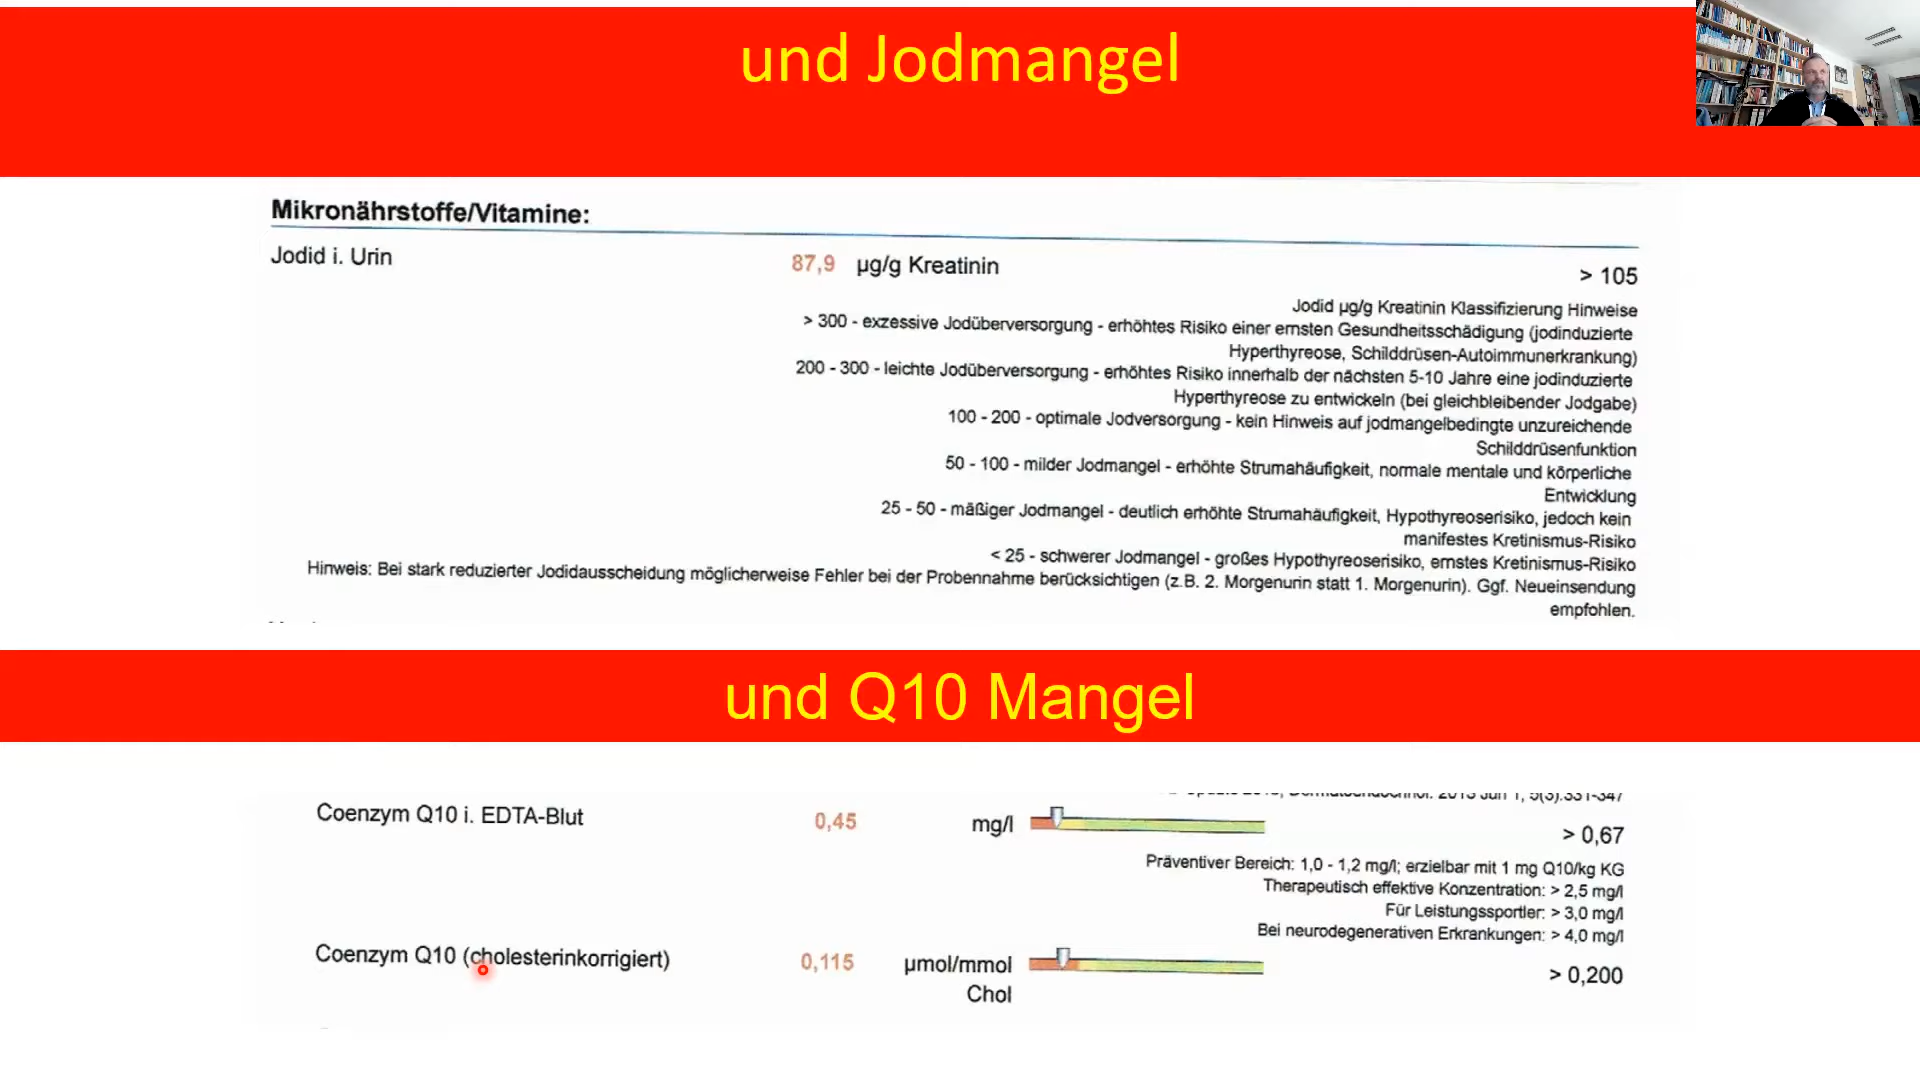 und Jodmangel
Mikronährstoffe/Vitamine:
Jodid i. Urin 87,9 µg/g Kreatinin > 105
Jodid µg/g Kreatinin Klassifizierung Hinweise
> 300 - exzessive Jodüberversorgung - erhöhtes Risiko einer ernsten Gesundheitsschädigung (jodinduzierte
Hyperthyreose, Schilddrüsen-Autoimmunerkrankung)
200 - 300 - leichte Jodüberversorgung - erhöhtes Risiko innerhalb der nächsten 5-10 Jahre eine jodinduzierte
Hyperthyreose zu entwickeln (bei gleichbleibender Jodgabe)
100 - 200 - optimale Jodversorgung - kein Hinweis auf jodmangelbedingte unzureichende
Schilddrüsenfunktion
50 - 100 - milder Jodmangel - erhöhte Strumahäufigkeit, normale mentale und körperliche
Entwicklung
25 - 50 - mäßiger Jodmangel - deutlich erhöhte Strumahäufigkeit, Hypothyreoserisiko, jedoch kein
manifestes Kretinismus-Risiko
< 25 - schwerer Jodmangel - großes Hypothyreoserisiko, ernstes Kretinismus-Risiko
Hinweis: Bei stark reduzierter Jodidausscheidung möglicherweise Fehler bei der Probennahme berücksichtigen (z.B. 2. Morgenurin statt 1. Morgenurin). Ggf. Neueinsendung
empfohlen.
und Q10 Mangel
Coenzym Q10 i. EDTA-Blut 0,45 mg/l > 0,67
Präventiver Bereich: 1,0 - 1,2 mg/l; erzielbar mit 1 mg Q10/kg KG
Therapeutisch effektive Konzentration: > 2,5 mg/l
Für Leistungssportler: > 3,0 mg/l
Bei neurodegenerativen Erkrankungen: > 4,0 mg/l
Coenzym Q10 (cholesterinkorrigiert) 0,115 µmol/mmol > 0,200
Chol